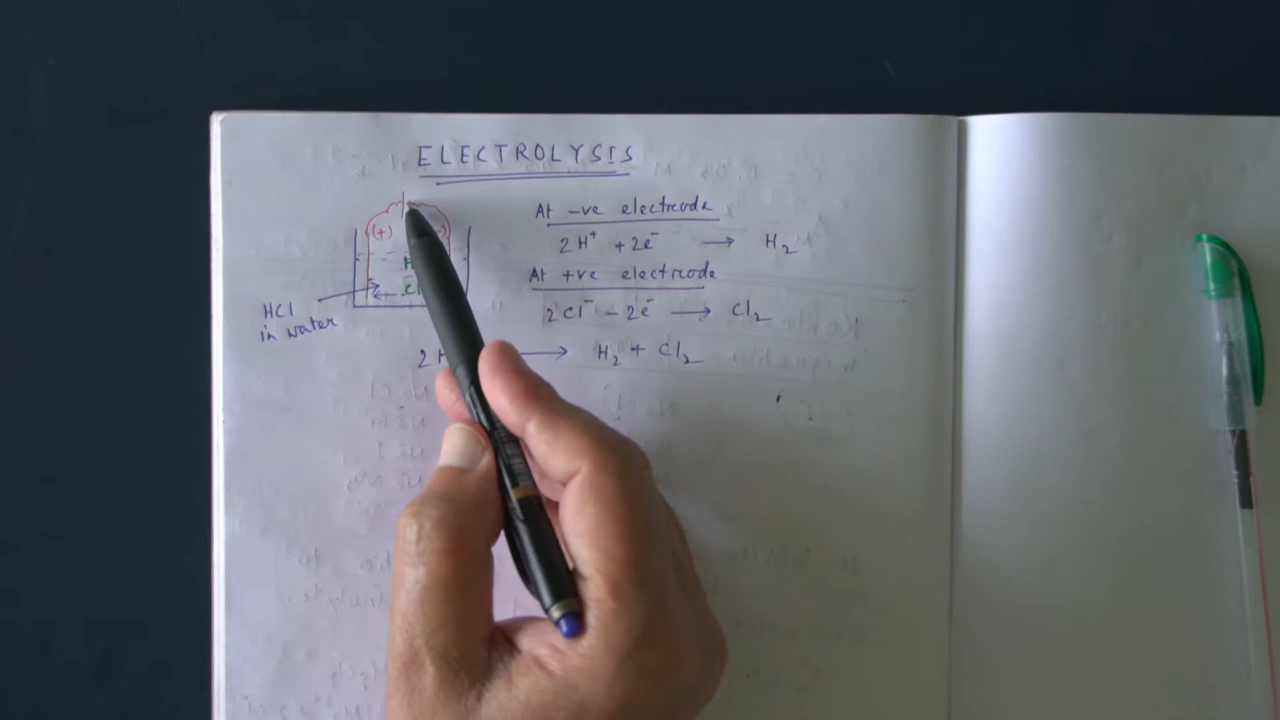 ELECTROLYSIS
At -ve electrode
2H⁺ + 2e⁻ → H₂
At +ve electrode
2Cl⁻ - 2e⁻ → Cl₂
(+)
HCl
in water
→ H₂ + Cl₂